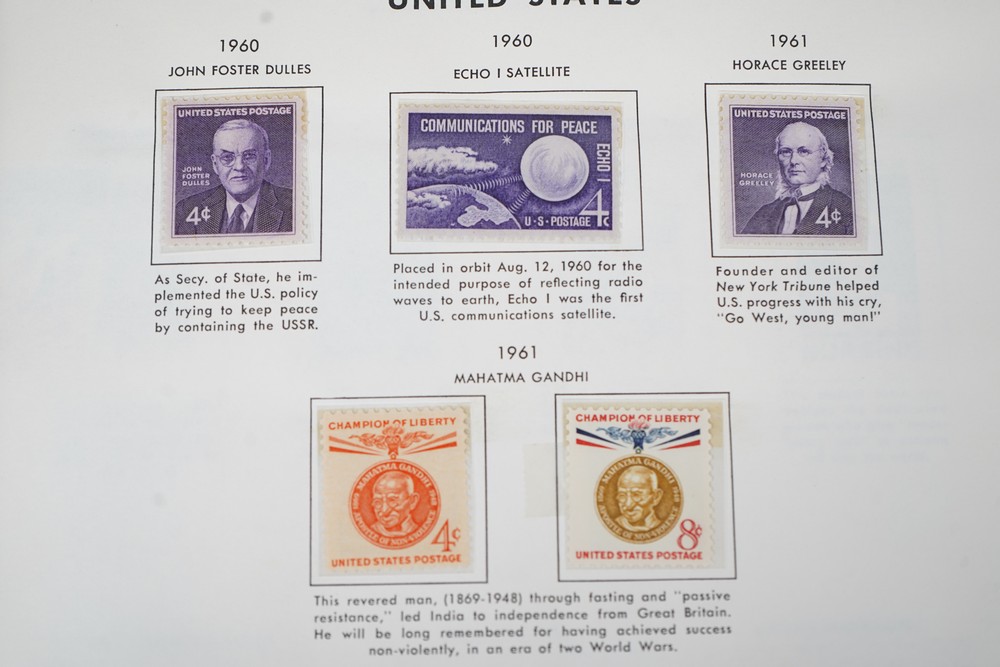 UNITED STATES
1960
JOHN FOSTER DULLES
UNITED STATES POSTAGE
JOHN
FOSTER
DULLES
4¢
As Secy. of State, he im-
plemented the U.S. policy
of trying to keep peace
by containing the USSR.
1960
ECHO I SATELLITE
COMMUNICATIONS FOR PEACE
ECHO I
U·S·POSTAGE 4c
Placed in orbit Aug. 12, 1960 for the
intended purpose of reflecting radio
waves to earth, Echo I was the first
U.S. communications satellite.
1961
HORACE GREELEY
UNITED STATES POSTAGE
HORACE
GREELEY
4¢
Founder and editor of
New York Tribune helped
U.S. progress with his cry,
"Go West, young man!"
1961
MAHATMA GANDHI
CHAMPION OF LIBERTY
MAHATMA GANDHI
1869 1948
APOSTLE OF NON-VIOLENCE
4¢
UNITED STATES POSTAGE
CHAMPION OF LIBERTY
MAHATMA GANDHI
1869 1948
APOSTLE OF NON-VIOLENCE
8¢
UNITED STATES POSTAGE
This revered man, (1869-1948) through fasting and "passive
resistance," led India to independence from Great Britain.
He will be long remembered for having achieved success
non-violently, in an era of two World Wars.